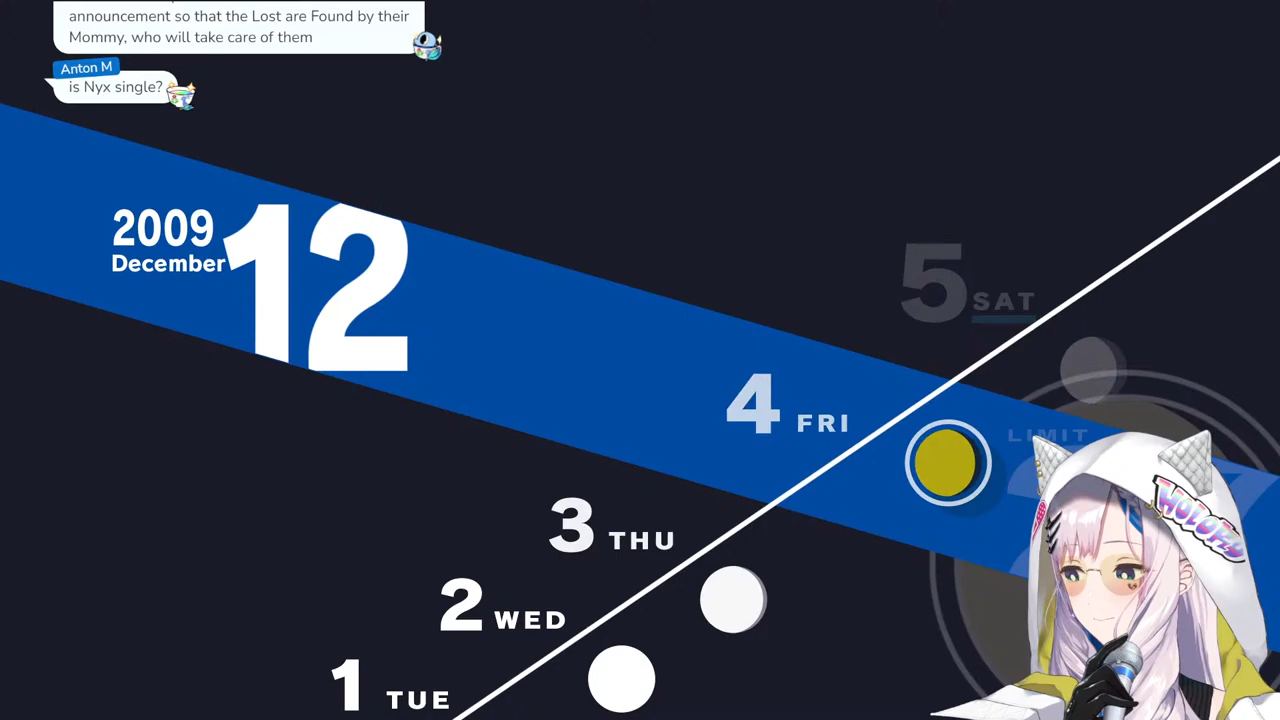 announcement so that the Lost are Found by their
Mommy, who will take care of them
Anton M
is Nyx single?
2009
December
12
5 SAT
4 FRI
LIMIT
3 THU
2 WED
1 TUE